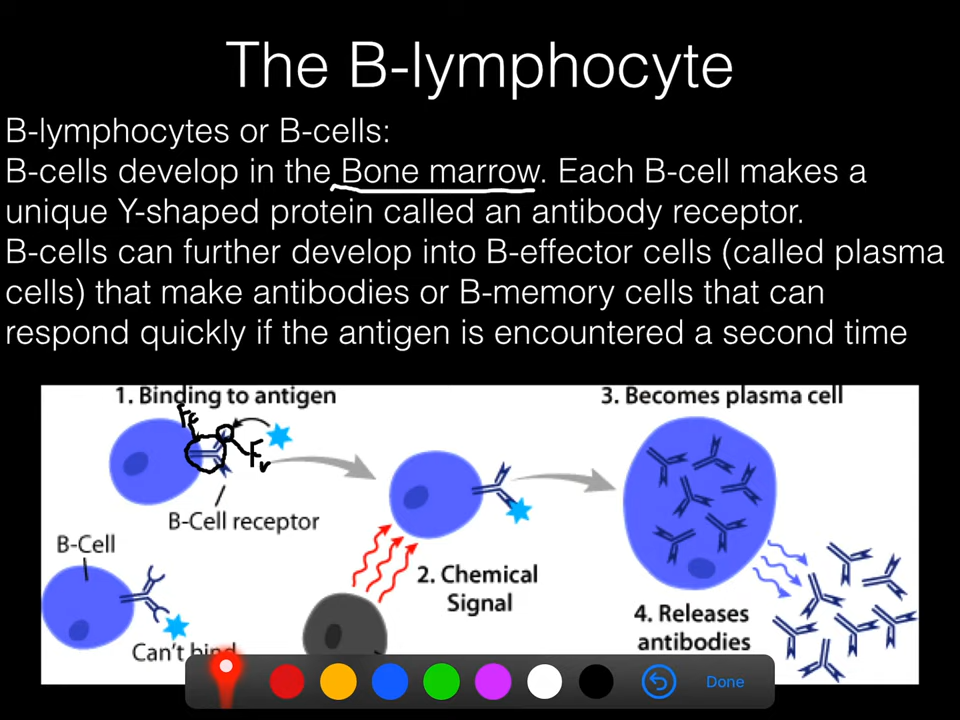 The B-lymphocyte
B-lymphocytes or B-cells:
B-cells develop in the Bone marrow. Each B-cell makes a
unique Y-shaped protein called an antibody receptor.
B-cells can further develop into B-effector cells (called plasma
cells) that make antibodies or B-memory cells that can
respond quickly if the antigen is encountered a second time
1. Binding to antigen
3. Becomes plasma cell
B-Cell receptor
B-Cell
2. Chemical
Signal
4. Releases
antibodies
Can't bind
Done